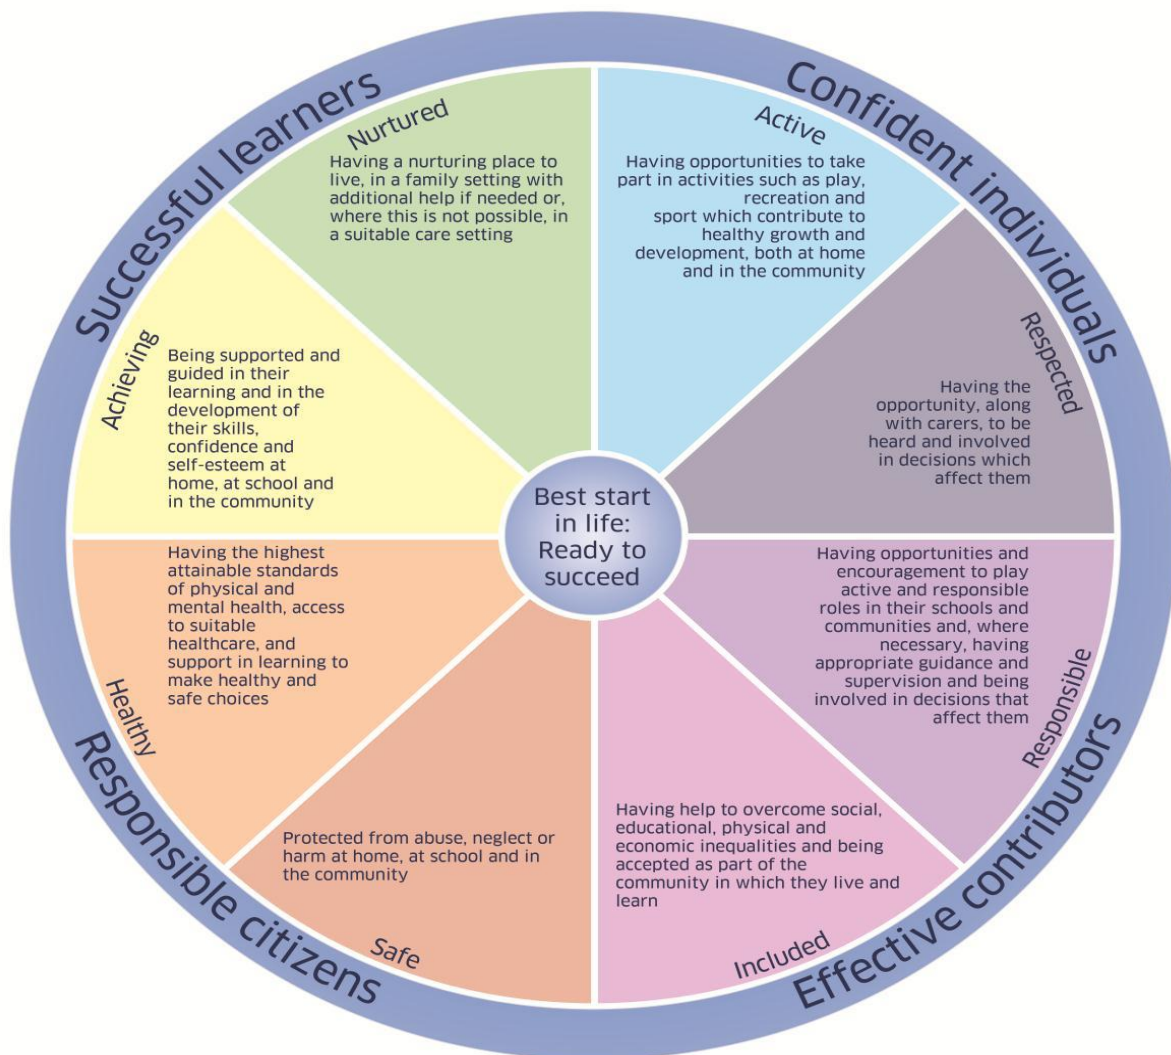 Successful learners
Confident individuals
Nurtured
Having a nurturing place to
live, in a family setting with
additional help if needed or,
where this is not possible, in
a suitable care setting
Active
Having opportunities to take
part in activities such as play,
recreation and
sport which contribute to
healthy growth and
development, both at home
and in the community
Achieving
Being supported and
guided in their
learning and in the
development of
their skills,
confidence and
self-esteem at
home, at school and
in the community
Respected
Having the
opportunity, along
with carers, to be
heard and involved
in decisions which
affect them
Best start
in life:
Ready to
succeed
Healthy
Having the highest
attainable standards
of physical and
mental health, access
to suitable
healthcare, and
support in learning to
make healthy and
safe choices
Responsible
Having opportunities and
encouragement to play
active and responsible
roles in their schools and
communities and, where
necessary, having
appropriate guidance and
supervision and being
involved in decisions that
affect them
Protected from abuse, neglect or
harm at home, at school and in
the community
Safe
Having help to overcome social,
educational, physical and
economic inequalities and being
accepted as part of the
community in which they live and
learn
Included
Responsible citizens
Effective contributors